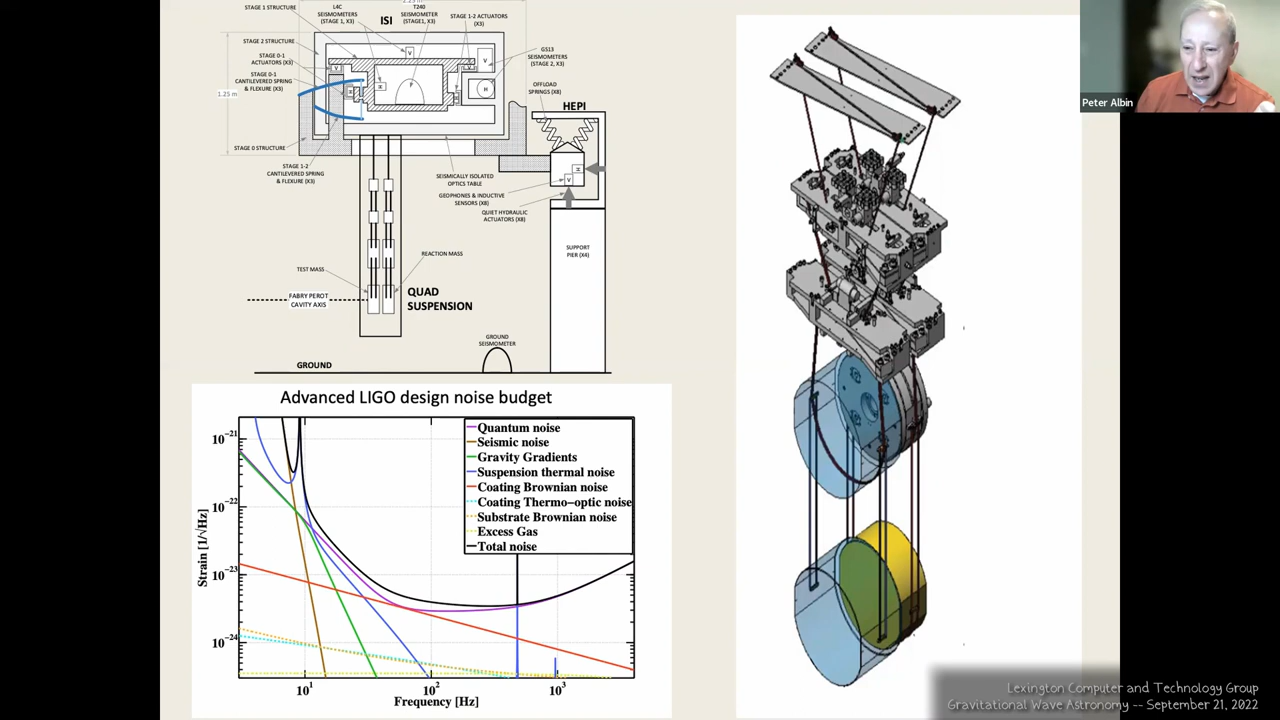 2.23 m
STAGE 1 STRUCTURE
L4C
SEISMOMETERS
(STAGE 1, X3)
ISI
T240
SEISMOMETER
(STAGE1, X3)
STAGE 1-2 ACTUATORS
(X3)
STAGE 2 STRUCTURE
STAGE 0-1
ACTUATORS (X3)
STAGE 0-1
CANTILEVERED SPRING
& FLEXURE (X3)
1.25 m
STAGE 0 STRUCTURE
STAGE 1-2
CANTILEVERED SPRING
& FLEXURE (X3)
GS13
SEISMOMETERS
(STAGE 2, X3)
OFFLOAD
SPRINGS (X8)
HEPI
V
V
V
V
H
H
H
H
V
SEISMICALLY ISOLATED
OPTICS TABLE
GEOPHONES & INDUCTIVE
SENSORS (X8)
QUIET HYDRAULIC
ACTUATORS (X8)
SUPPORT
PIER (X4)
TEST MASS
REACTION MASS
FABRY PEROT
CAVITY AXIS
QUAD
SUSPENSION
GROUND
SEISMOMETER
GROUND
Advanced LIGO design noise budget
Quantum noise
Seismic noise
Gravity Gradients
Suspension thermal noise
Coating Brownian noise
Coating Thermo-optic noise
Substrate Brownian noise
Excess Gas
Total noise
10⁻²¹
10⁻²²
10⁻²³
10⁻²⁴
Strain [1/√Hz]
10¹
10²
10³
Frequency [Hz]
Peter Albin
Lexington Computer and Technology Group
Gravitational Wave Astronomy -- September 21, 2022